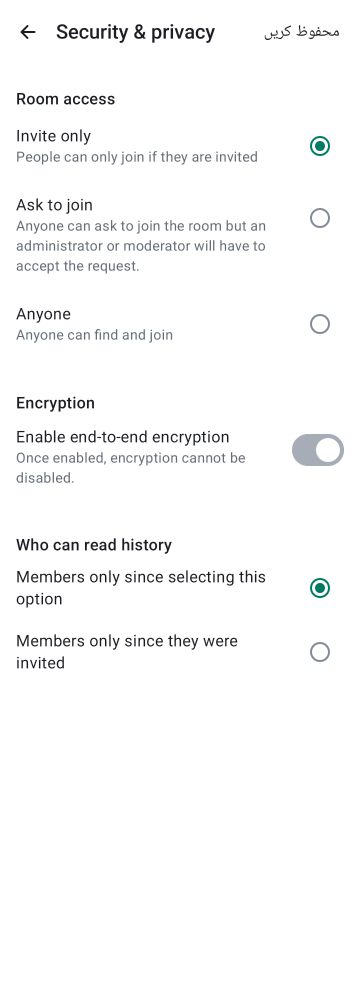 Security & privacy
محفوظ کریں
Room access
Invite only
People can only join if they are invited
Ask to join
Anyone can ask to join the room but an
administrator or moderator will have to
accept the request.
Anyone
Anyone can find and join
Encryption
Enable end-to-end encryption
Once enabled, encryption cannot be
disabled.
Who can read history
Members only since selecting this
option
Members only since they were
invited